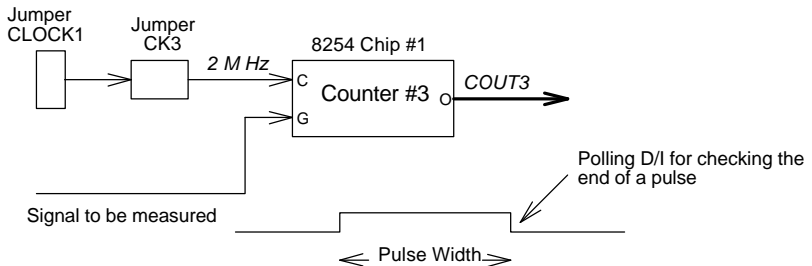 Jumper
CLOCK1
Jumper
CK3
2 M Hz
8254 Chip #1
C
Counter #3
O
COUT3
G
Signal to be measured
Polling D/I for checking the
end of a pulse
Pulse Width